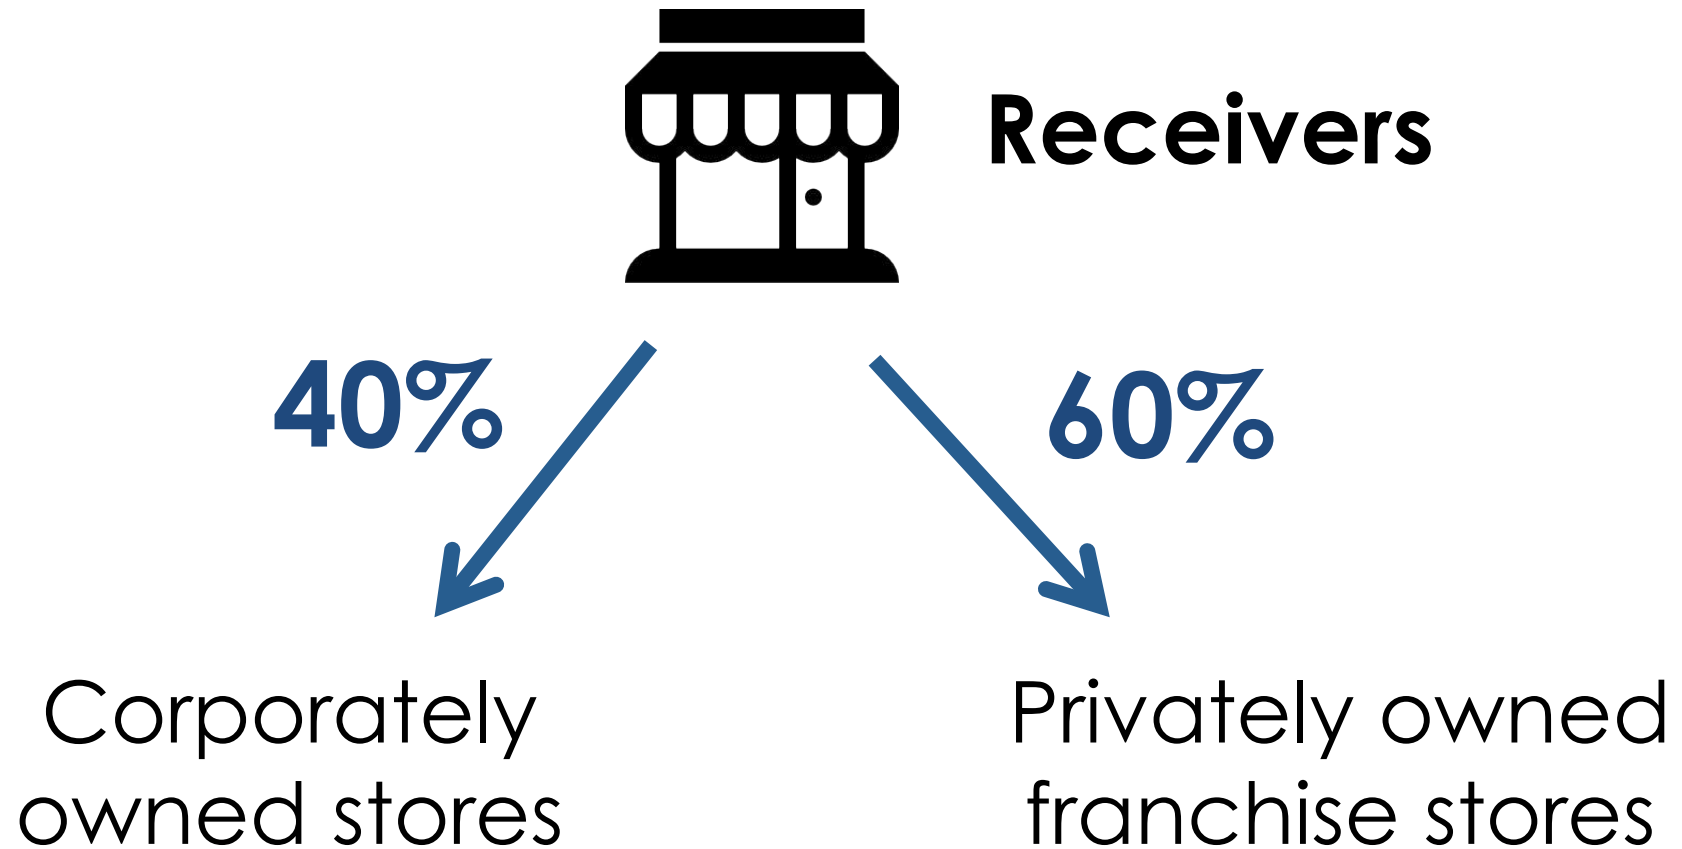 Receivers
40%
60%
Corporately
owned stores
Privately owned
franchise stores